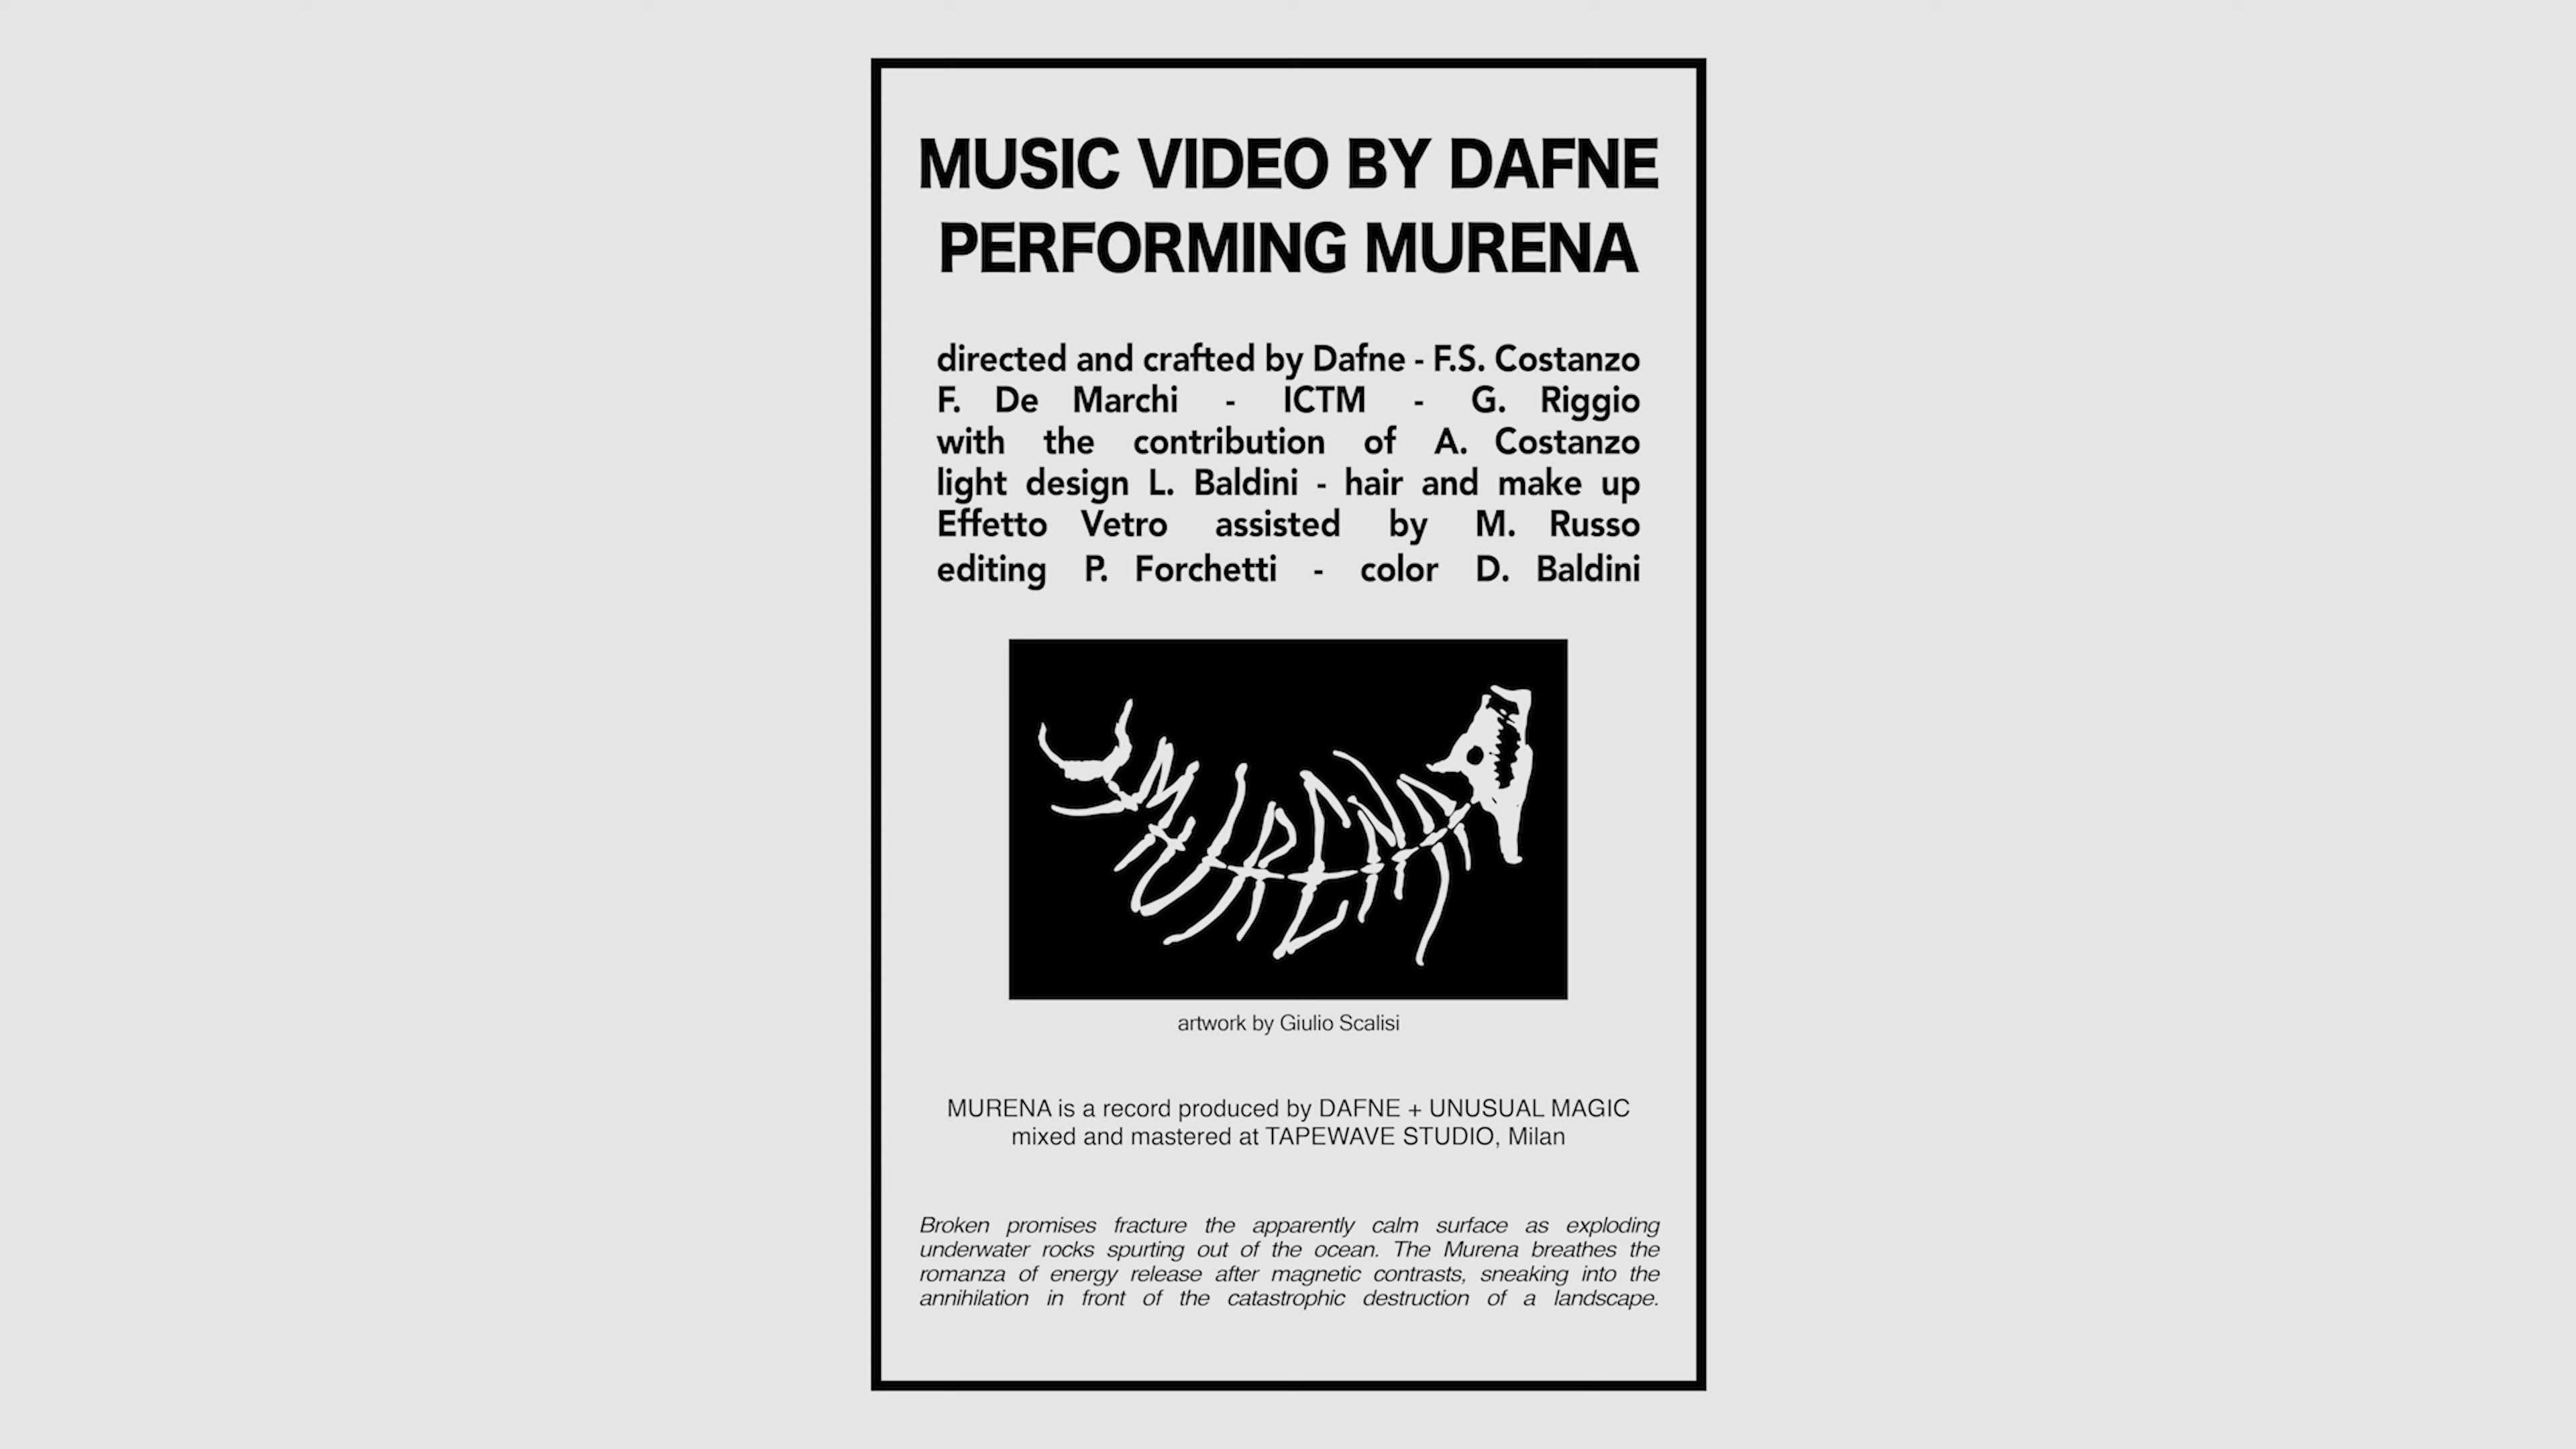 MUSIC VIDEO BY DAFNE
PERFORMING MURENA
directed and crafted by Dafne - F.S. Costanzo
F. De Marchi - ICTM - G. Riggio
with the contribution of A. Costanzo
light design L. Baldini - hair and make up
Effetto Vetro assisted by M. Russo
editing P. Forchetti - color D. Baldini
MURENA
artwork by Giulio Scalisi
MURENA is a record produced by DAFNE + UNUSUAL MAGIC
mixed and mastered at TAPEWAVE STUDIO, Milan
Broken promises fracture the apparently calm surface as exploding
underwater rocks spurting out of the ocean. The Murena breathes the
romanza of energy release after magnetic contrasts, sneaking into the
annihilation in front of the catastrophic destruction of a landscape.